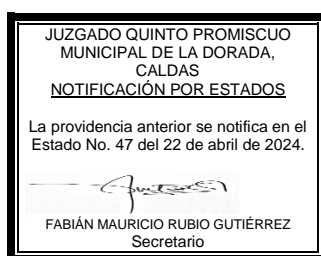 JUZGADO QUINTO PROMISCUO
MUNICIPAL DE LA DORADA,
CALDAS
NOTIFICACIÓN POR ESTADOS
La providencia anterior se notifica en el
Estado No. 47 del 22 de abril de 2024.
FABIÁN MAURICIO RUBIO GUTIÉRREZ
Secretario